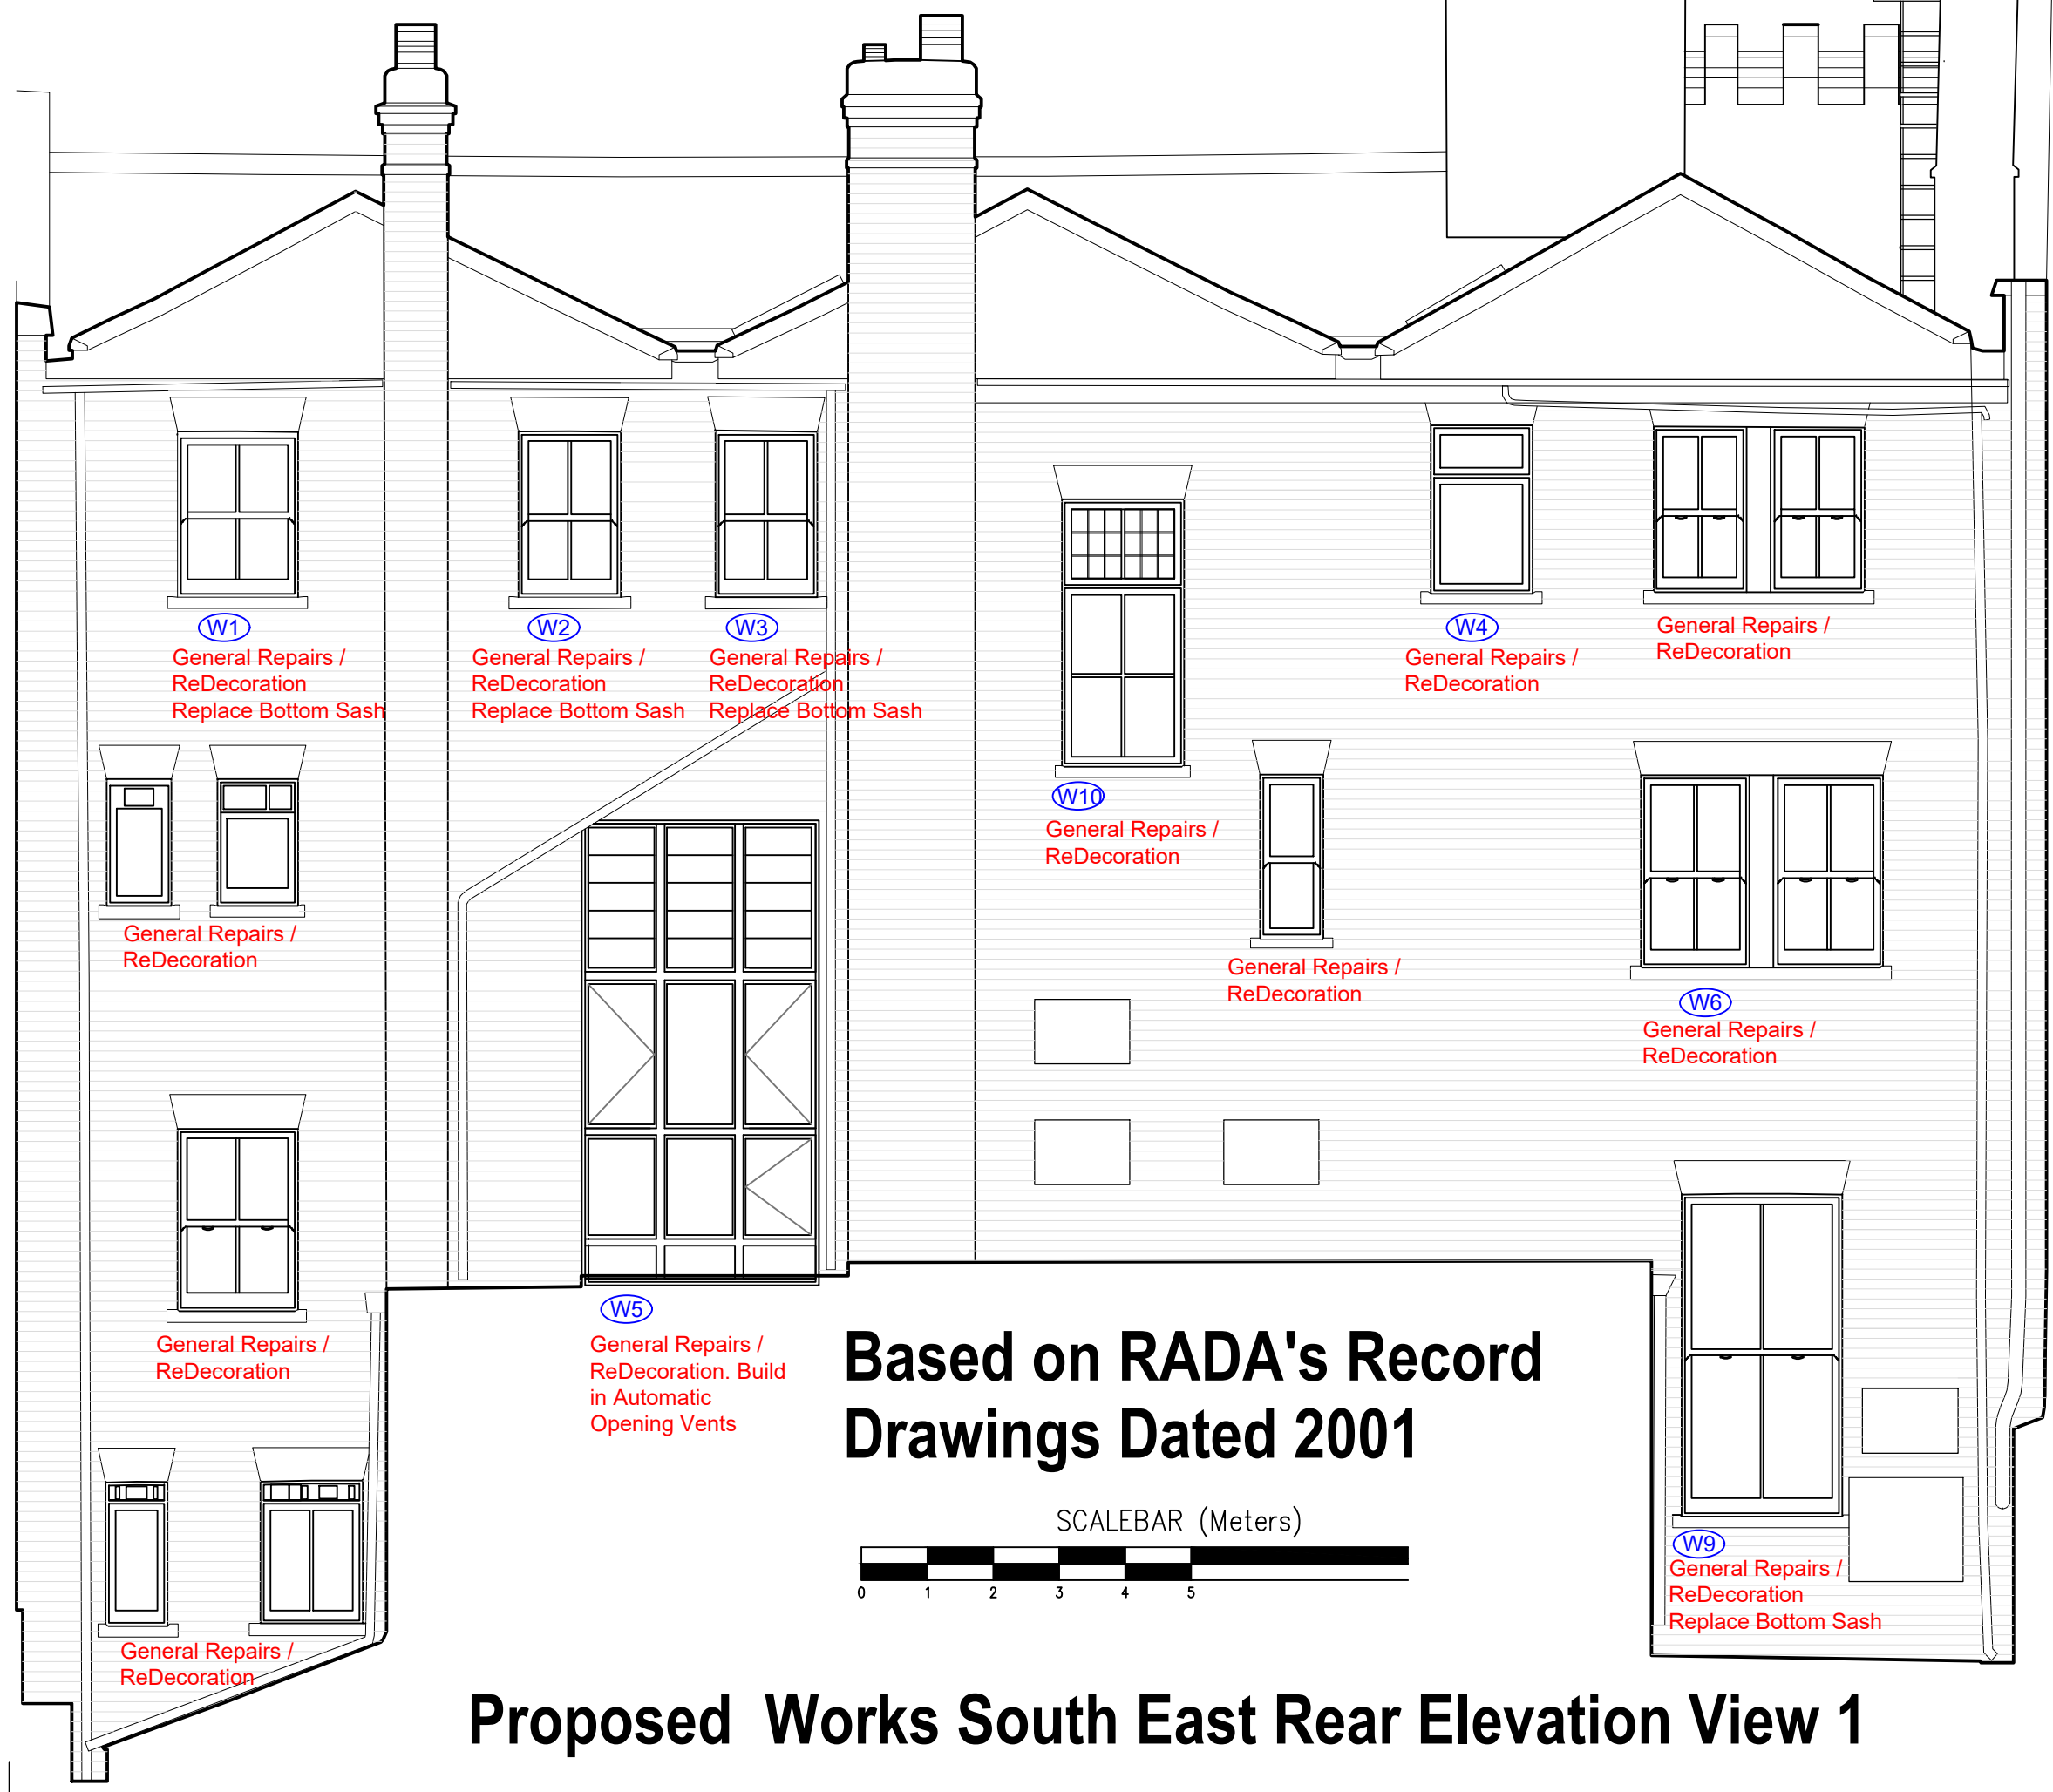 W1
General Repairs /
ReDecoration
Replace Bottom Sash
W2
General Repairs /
ReDecoration
Replace Bottom Sash
W3
General Repairs /
ReDecoration
Replace Bottom Sash
W4
General Repairs /
ReDecoration
General Repairs /
ReDecoration
W10
General Repairs /
ReDecoration
General Repairs /
ReDecoration
General Repairs /
ReDecoration
W6
General Repairs /
ReDecoration
General Repairs /
ReDecoration
W5
General Repairs /
ReDecoration. Build
in Automatic
Opening Vents
Based on RADA's Record
Drawings Dated 2001
SCALEBAR (Meters)
0 1 2 3 4 5
W9
General Repairs /
ReDecoration
Replace Bottom Sash
General Repairs /
ReDecoration
Proposed Works South East Rear Elevation View 1